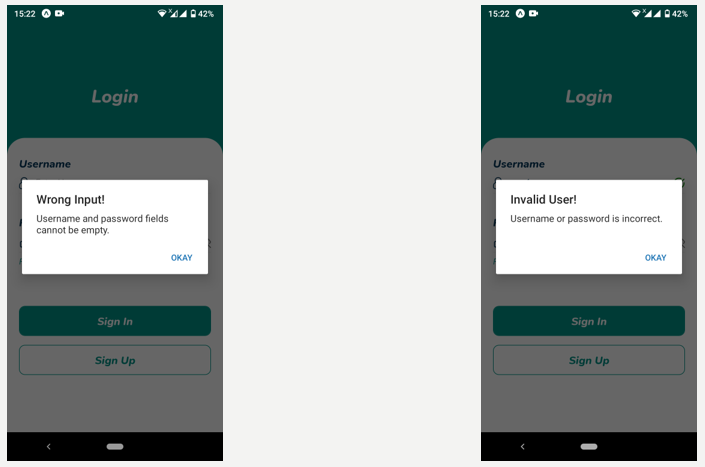 15:22
42%
Login
Username
Wrong Input!
Username and password fields
cannot be empty.
OKAY
Sign In
Sign Up
15:22
42%
Login
Username
Invalid User!
Username or password is incorrect.
OKAY
Sign In
Sign Up